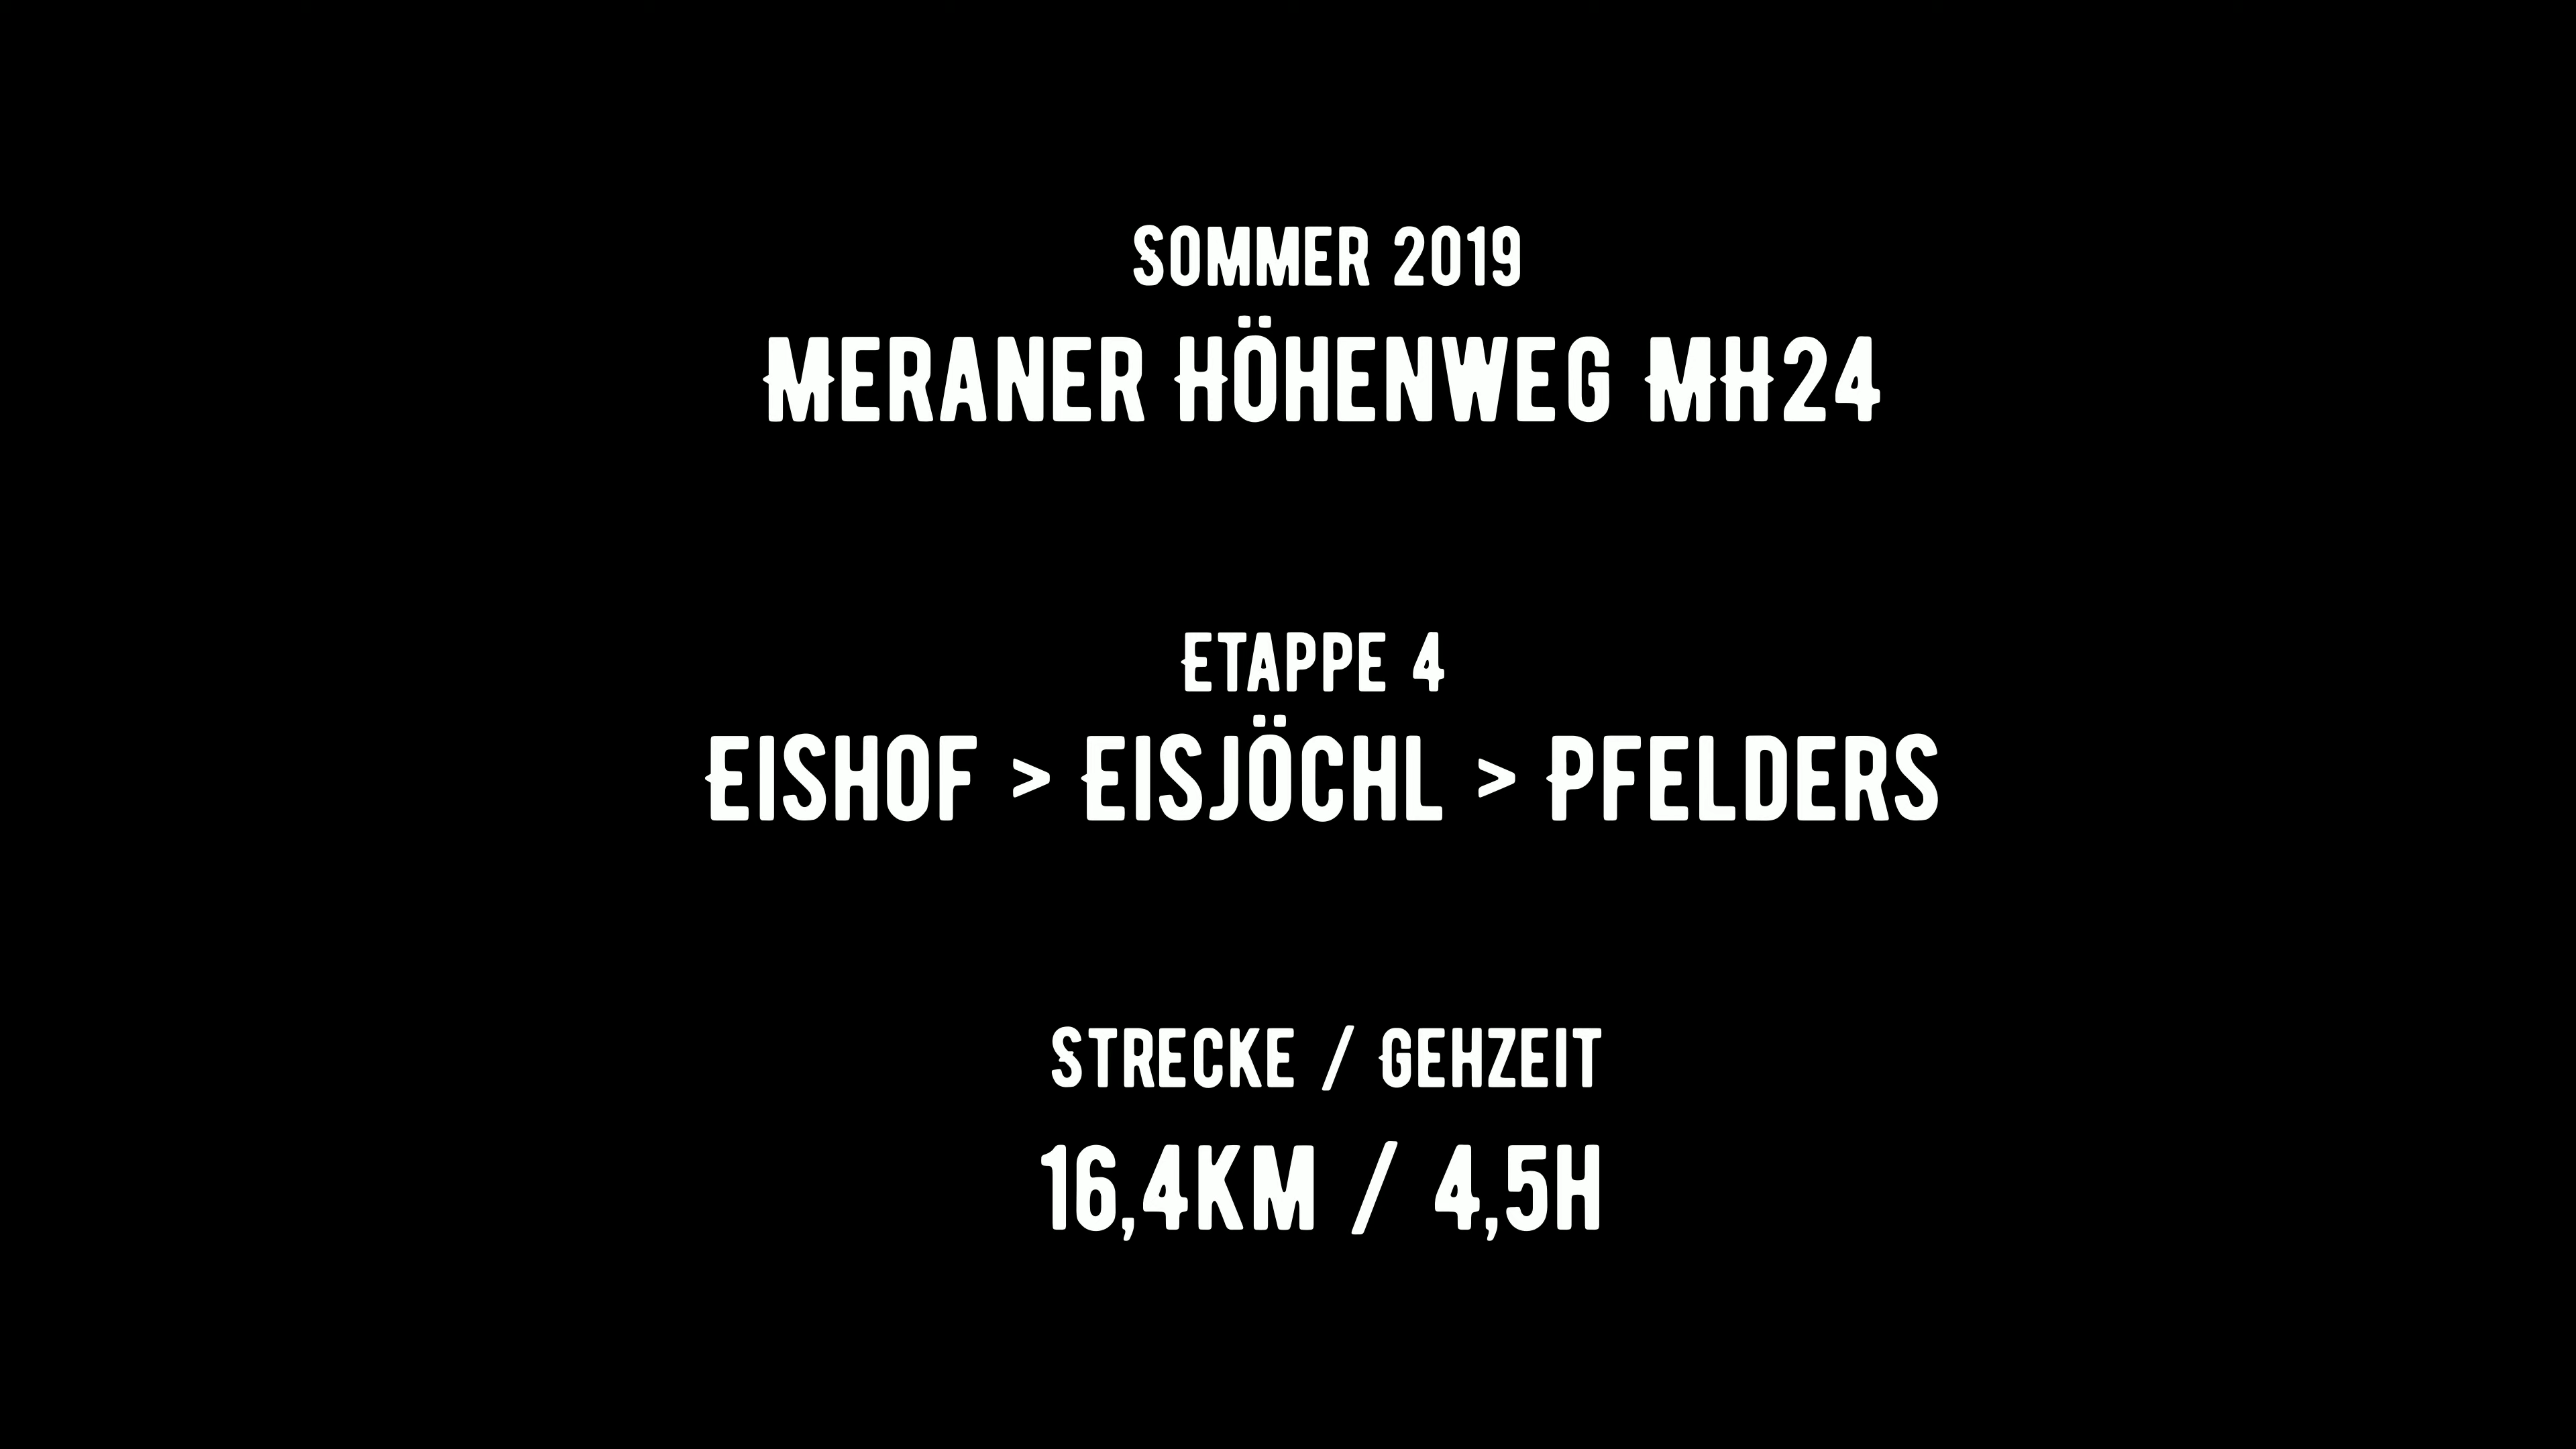 Sommer 2019
Meraner Höhenweg MH24
Etappe 4
Eishof > Eisjöchl > Pfelders
Strecke / Gehzeit
16,4km / 4,5h